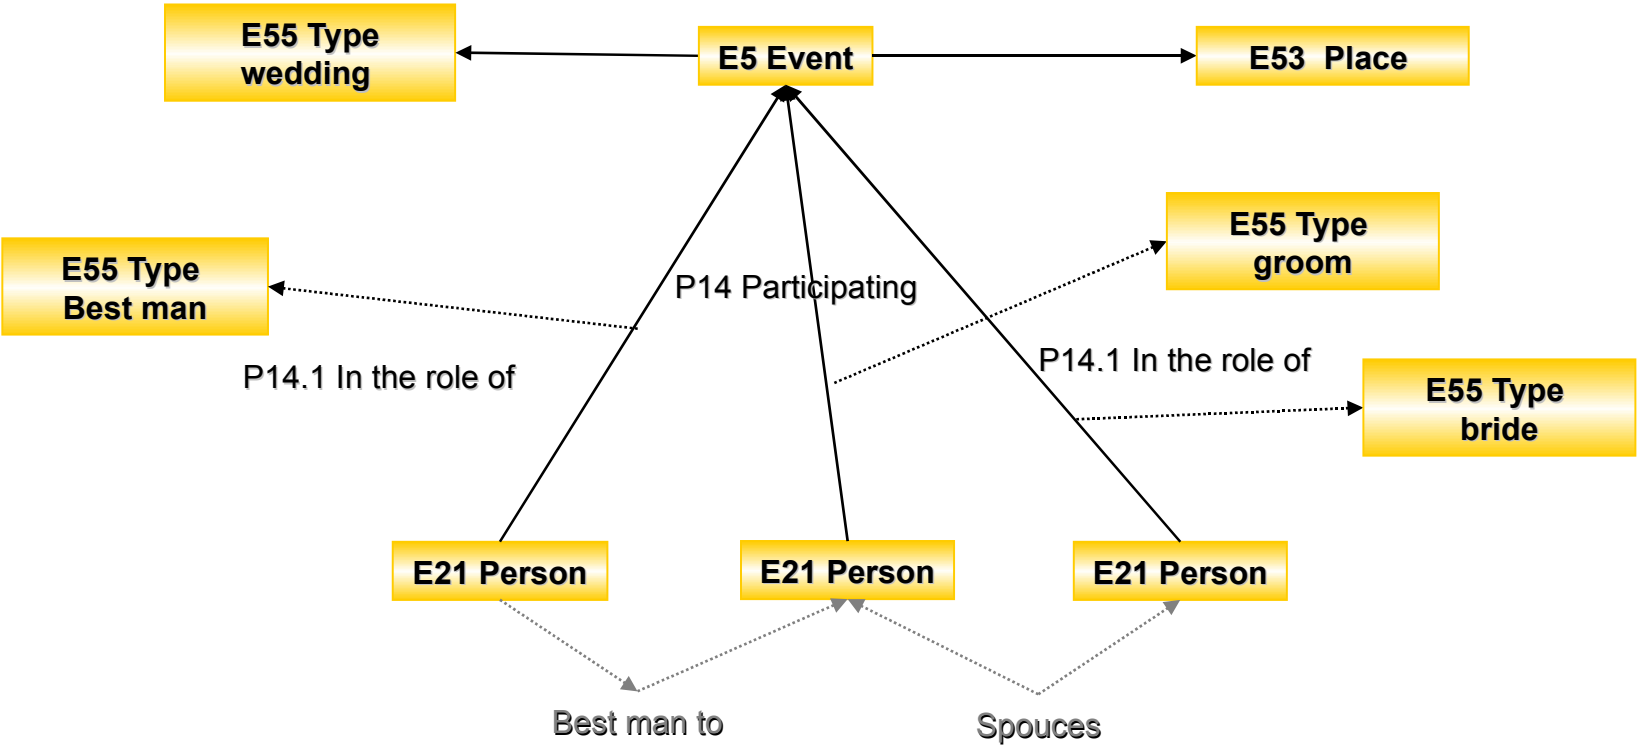 E55 Type
wedding
E5 Event
E53 Place
E55 Type
groom
E55 Type
Best man
P14 Participating
P14.1 In the role of
P14.1 In the role of
E55 Type
bride
E21 Person
E21 Person
E21 Person
Best man to
Spouces